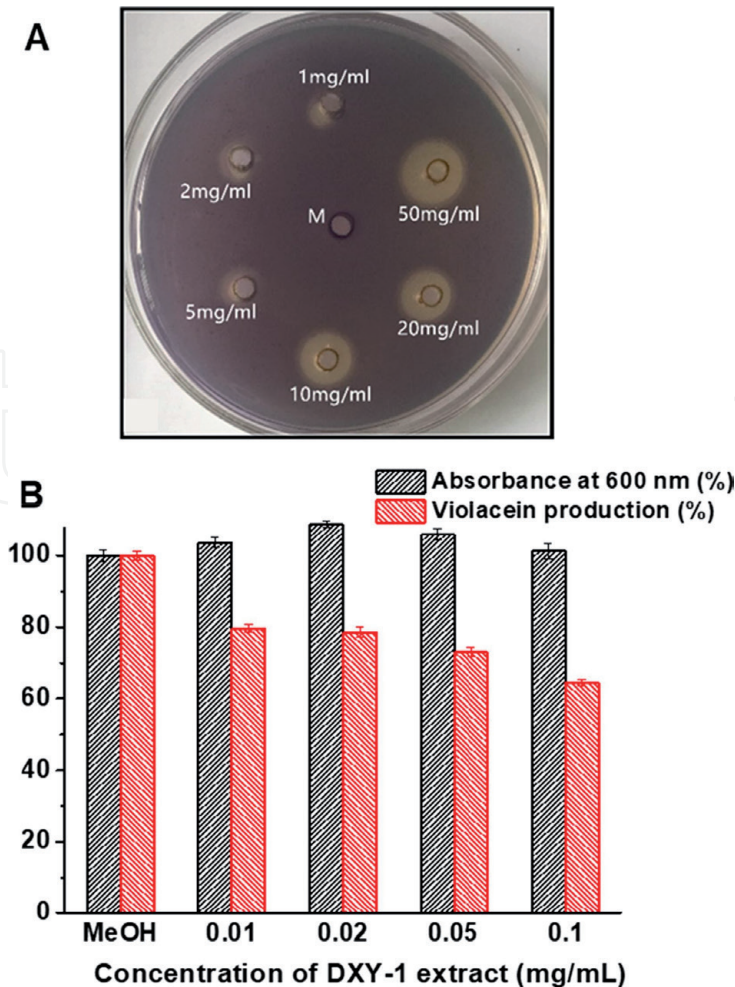 A
1mg/ml
2mg/ml
50mg/ml
M
5mg/ml
20mg/ml
10mg/ml
B
Absorbance at 600 nm (%)
Violacein production (%)
100
80
60
40
20
0
MeOH 0.01 0.02 0.05 0.1
Concentration of DXY-1 extract (mg/mL)